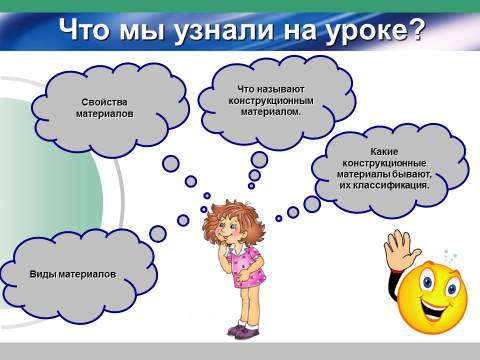 Что мы узнали на уроке?
Свойства
материалов
Что называют
конструкционным
материалом.
Какие
конструкционные
материалы бывают,
их классификация.
Виды материалов